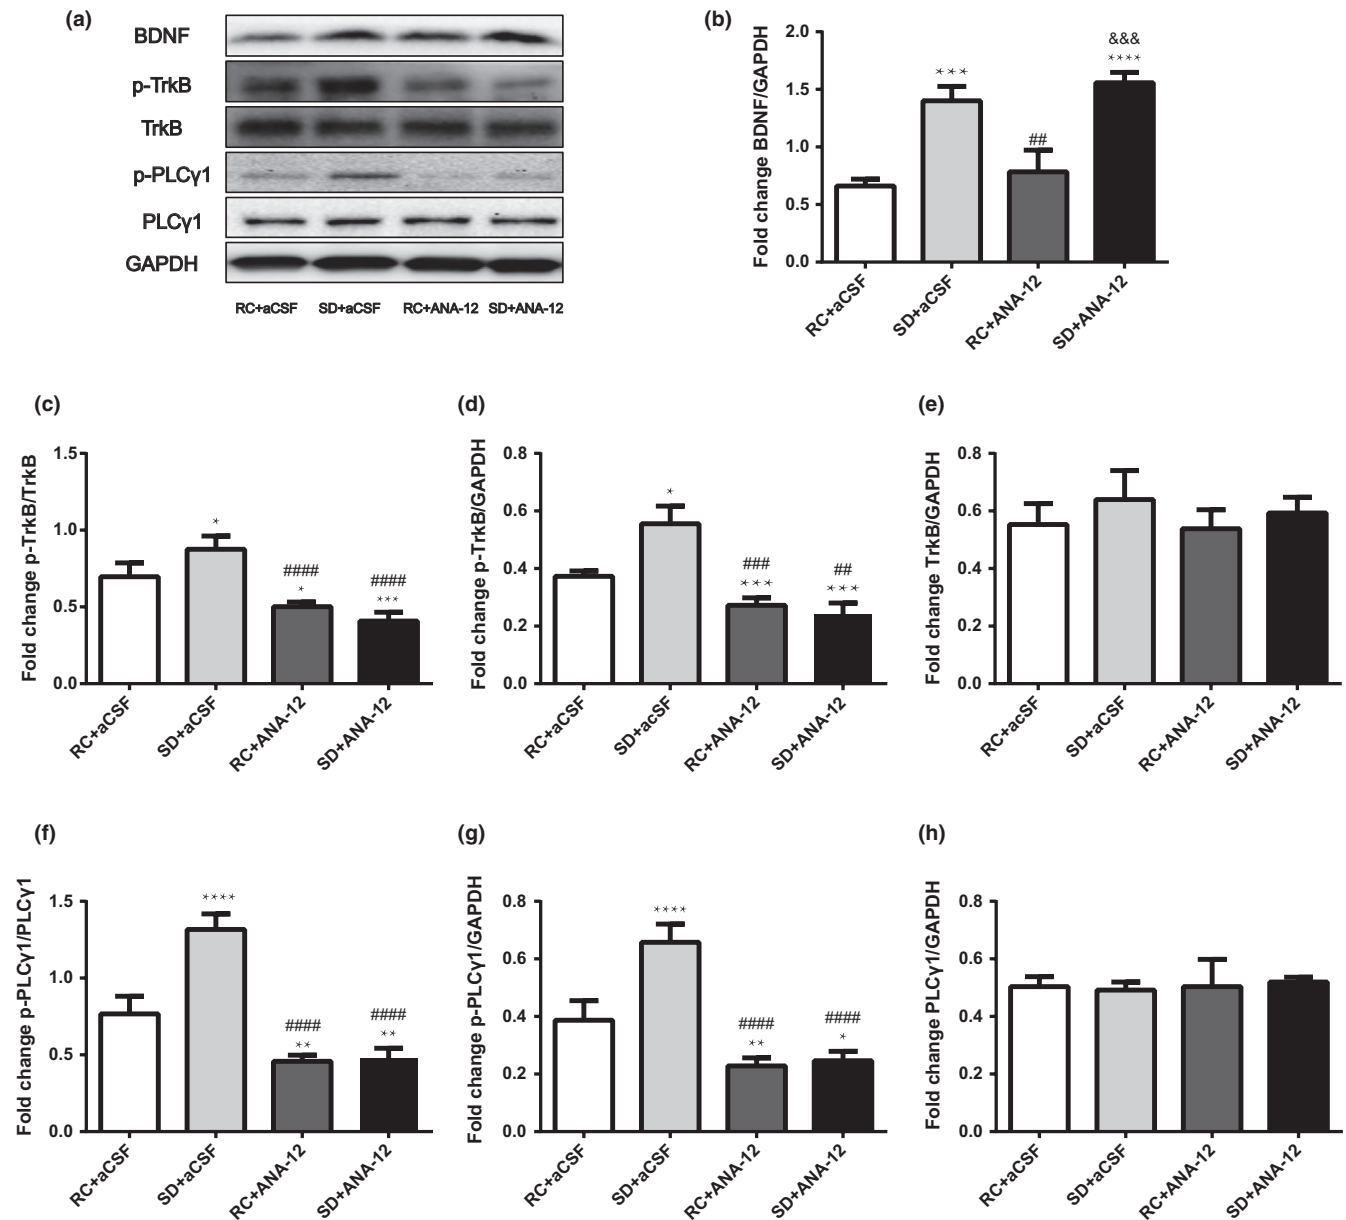 (a)
BDNF
p-TrkB
TrkB
p-PLCγ1
PLCγ1
GAPDH
RC+aCSF SD+aCSF RC+ANA-12 SD+ANA-12
(b)
Fold change BDNF/GAPDH
2.0
1.5
1.0
0.5
0.0
***
##
&&&
****
RC+aCSF
SD+aCSF
RC+ANA-12
SD+ANA-12
(c)
Fold change p-TrkB/TrkB
1.5
1.0
0.5
0.0
*
####
*
####
***
RC+aCSF
SD+aCSF
RC+ANA-12
SD+ANA-12
(d)
Fold change p-TrkB/GAPDH
0.8
0.6
0.4
0.2
0.0
*
###
***
##
***
RC+aCSF
SD+aCSF
RC+ANA-12
SD+ANA-12
(e)
Fold change TrkB/GAPDH
0.8
0.6
0.4
0.2
0.0
RC+aCSF
SD+aCSF
RC+ANA-12
SD+ANA-12
(f)
Fold change p-PLCγ1/PLCγ1
1.5
1.0
0.5
0.0
****
####
**
####
**
RC+aCSF
SD+aCSF
RC+ANA-12
SD+ANA-12
(g)
Fold change p-PLCγ1/GAPDH
0.8
0.6
0.4
0.2
0.0
****
####
**
####
*
RC+aCSF
SD+aCSF
RC+ANA-12
SD+ANA-12
(h)
Fold change PLCγ1/GAPDH
0.8
0.6
0.4
0.2
0.0
RC+aCSF
SD+aCSF
RC+ANA-12
SD+ANA-12